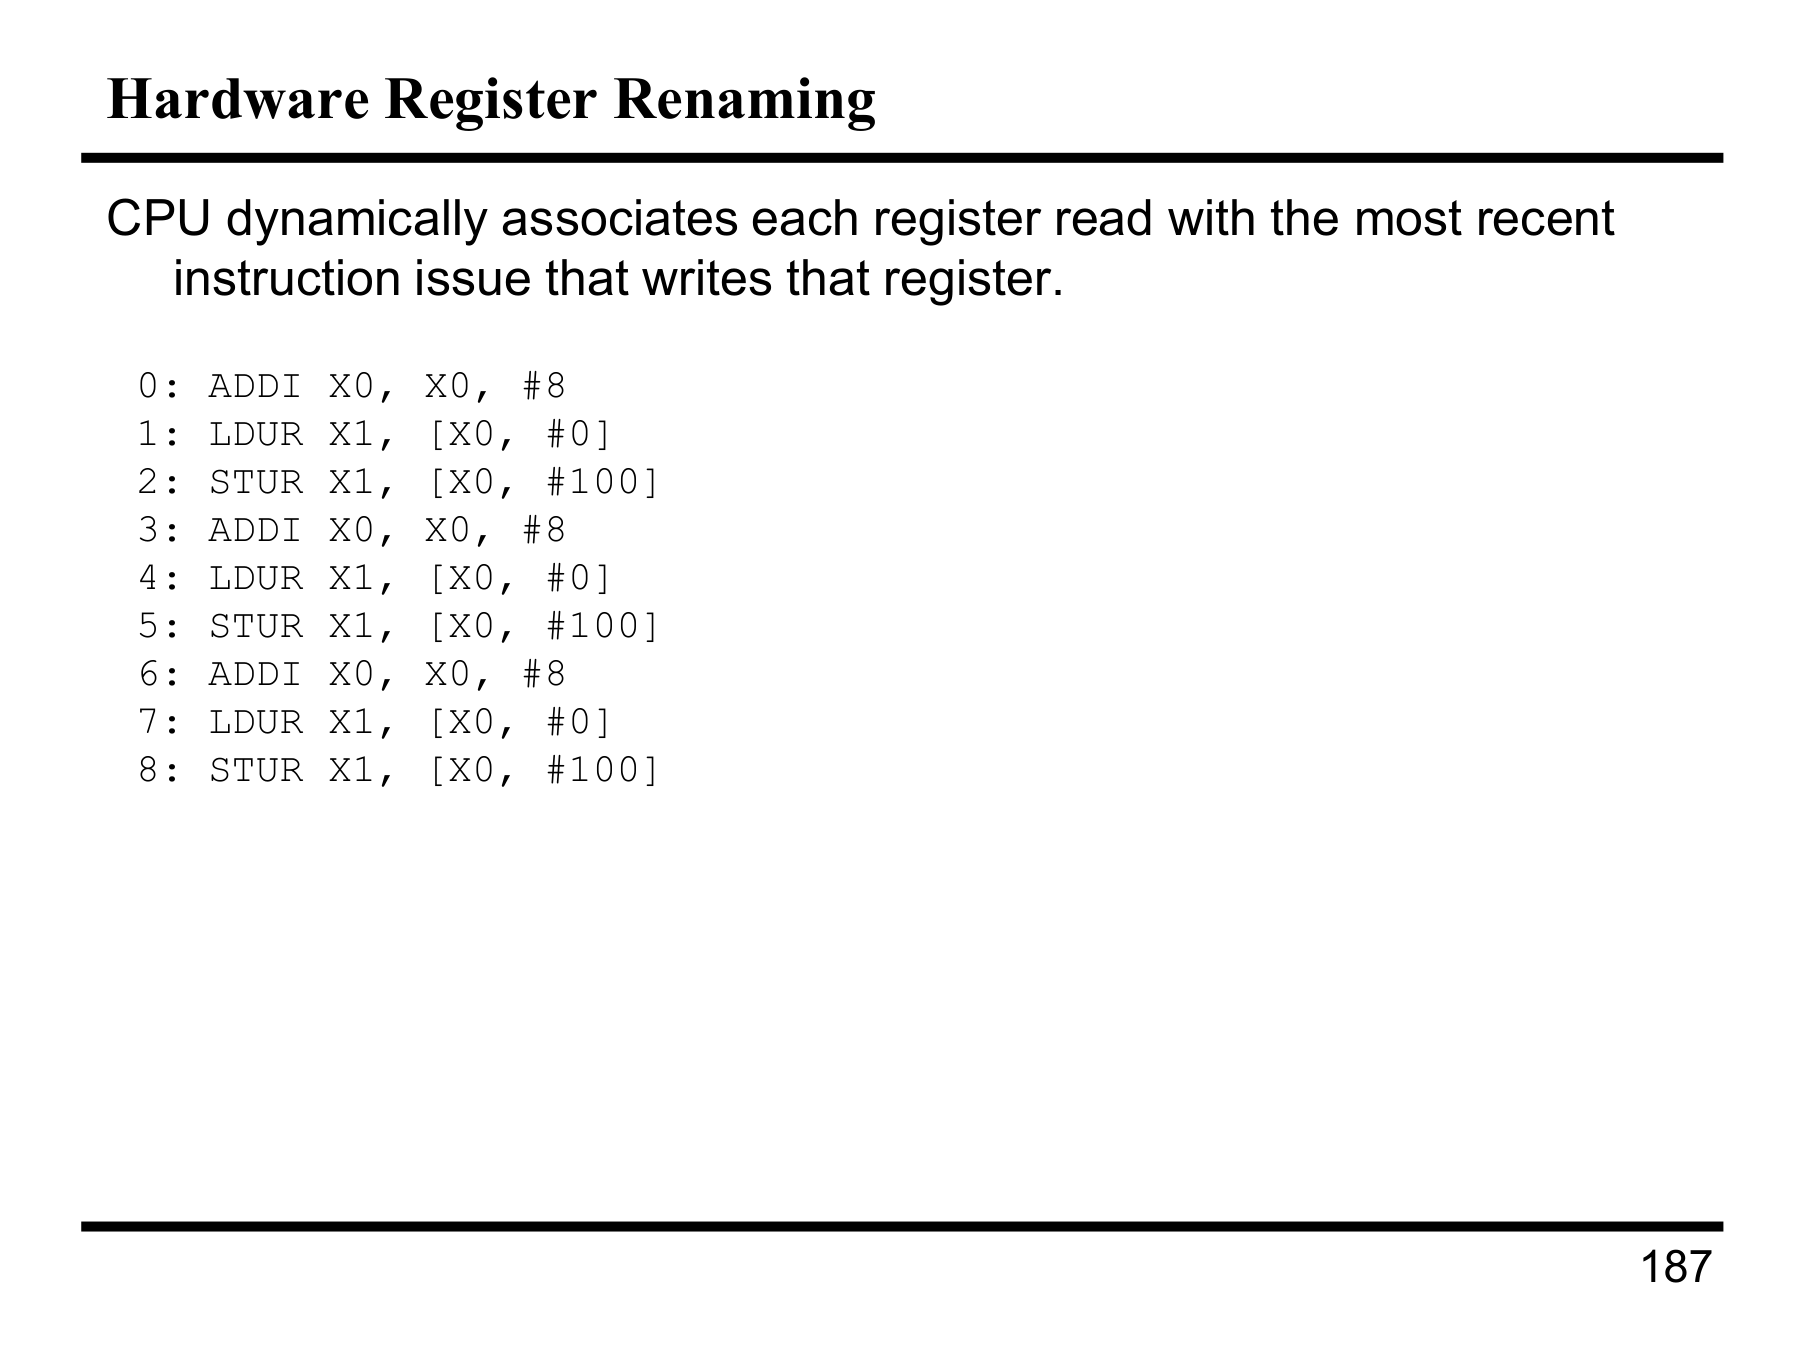 Hardware Register Renaming
CPU dynamically associates each register read with the most recent
instruction issue that writes that register.
0: ADDI X0, X0, #8
1: LDUR X1, [X0, #0]
2: STUR X1, [X0, #100]
3: ADDI X0, X0, #8
4: LDUR X1, [X0, #0]
5: STUR X1, [X0, #100]
6: ADDI X0, X0, #8
7: LDUR X1, [X0, #0]
8: STUR X1, [X0, #100]
187